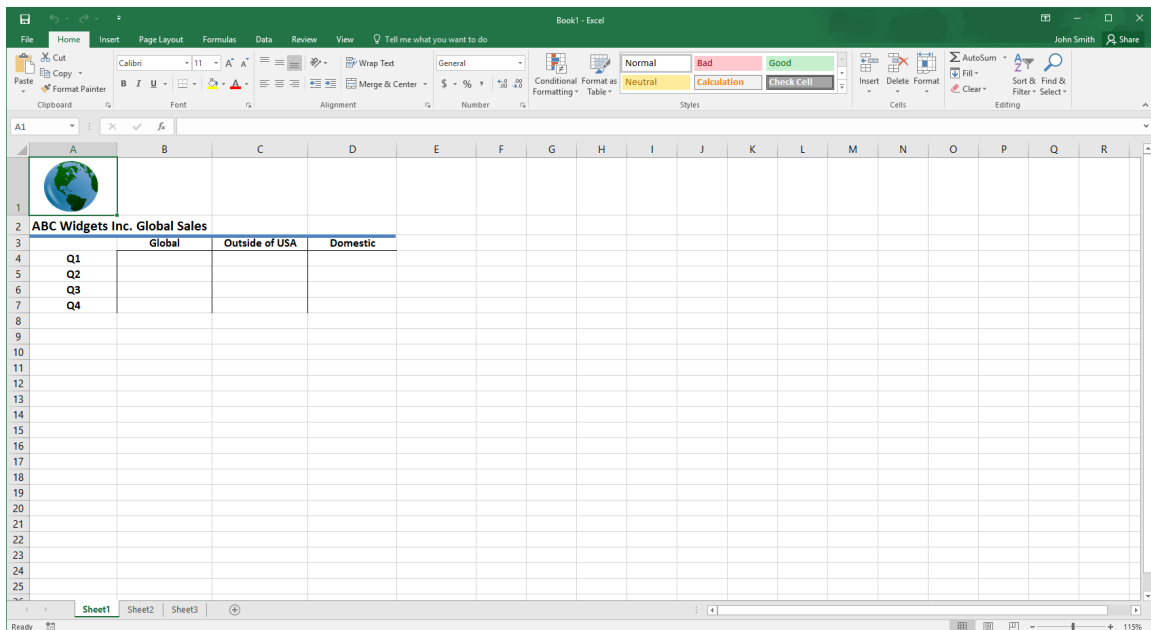 Book1 - Excel
File Home Insert Page Layout Formulas Data Review View Tell me what you want to do John Smith Share
Paste Cut Copy Format Painter
Calibri 11 A A
B I U A
Wrap Text
Merge & Center
General
$ % ,
Conditional Formatting Format as Table
Normal Bad Good
Neutral Calculation Check Cell
Insert Delete Format
AutoSum Fill Clear
Sort & Filter Find & Select
Clipboard Font Alignment Number Styles Cells Editing
A1 fx
A B C D E F G H I J K L M N O P Q R
1
2 ABC Widgets Inc. Global Sales
3 Global Outside of USA Domestic
4 Q1
5 Q2
6 Q3
7 Q4
8
9
10
11
12
13
14
15
16
17
18
19
20
21
22
23
24
25
Sheet1 Sheet2 Sheet3
Ready 115%